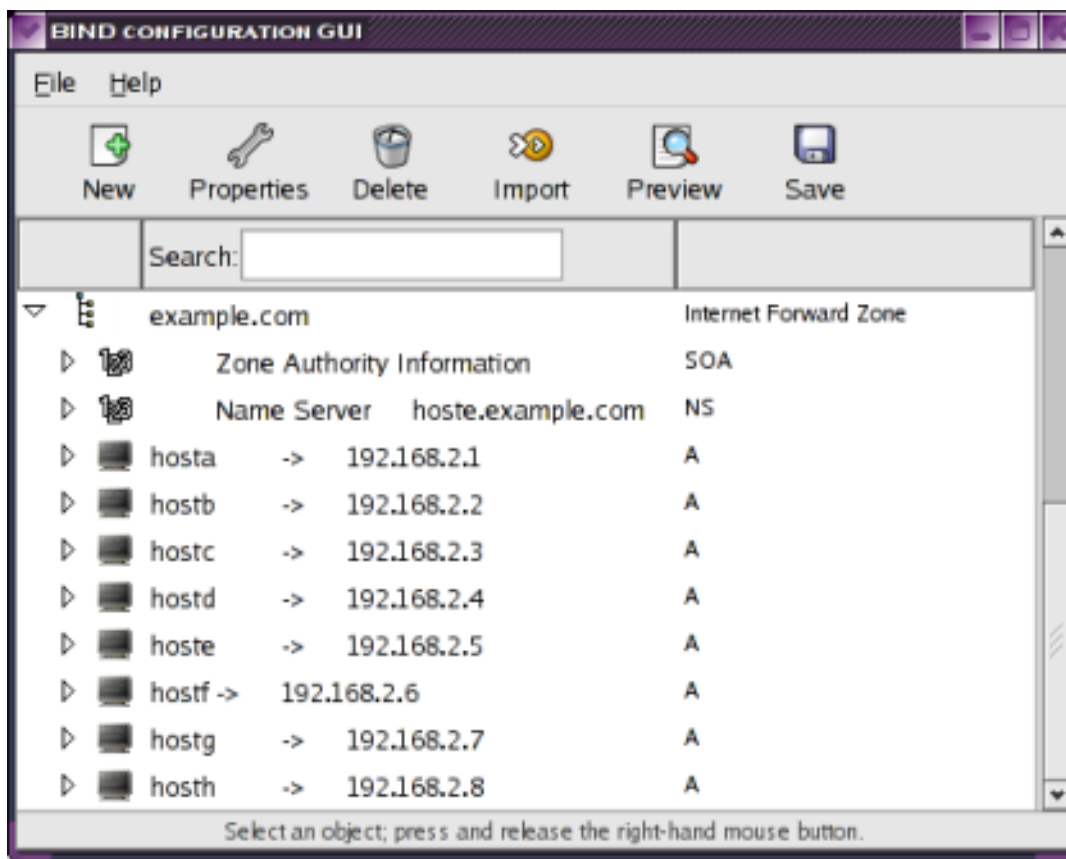 BIND CONFIGURATION GUI
File Help
New Properties Delete Import Preview Save
Search:
example.com Internet Forward Zone
Zone Authority Information SOA
Name Server hoste.example.com NS
hosta -> 192.168.2.1 A
hostb -> 192.168.2.2 A
hostc -> 192.168.2.3 A
hostd -> 192.168.2.4 A
hoste -> 192.168.2.5 A
hostf -> 192.168.2.6 A
hostg -> 192.168.2.7 A
hosth -> 192.168.2.8 A
Select an object; press and release the right-hand mouse button.